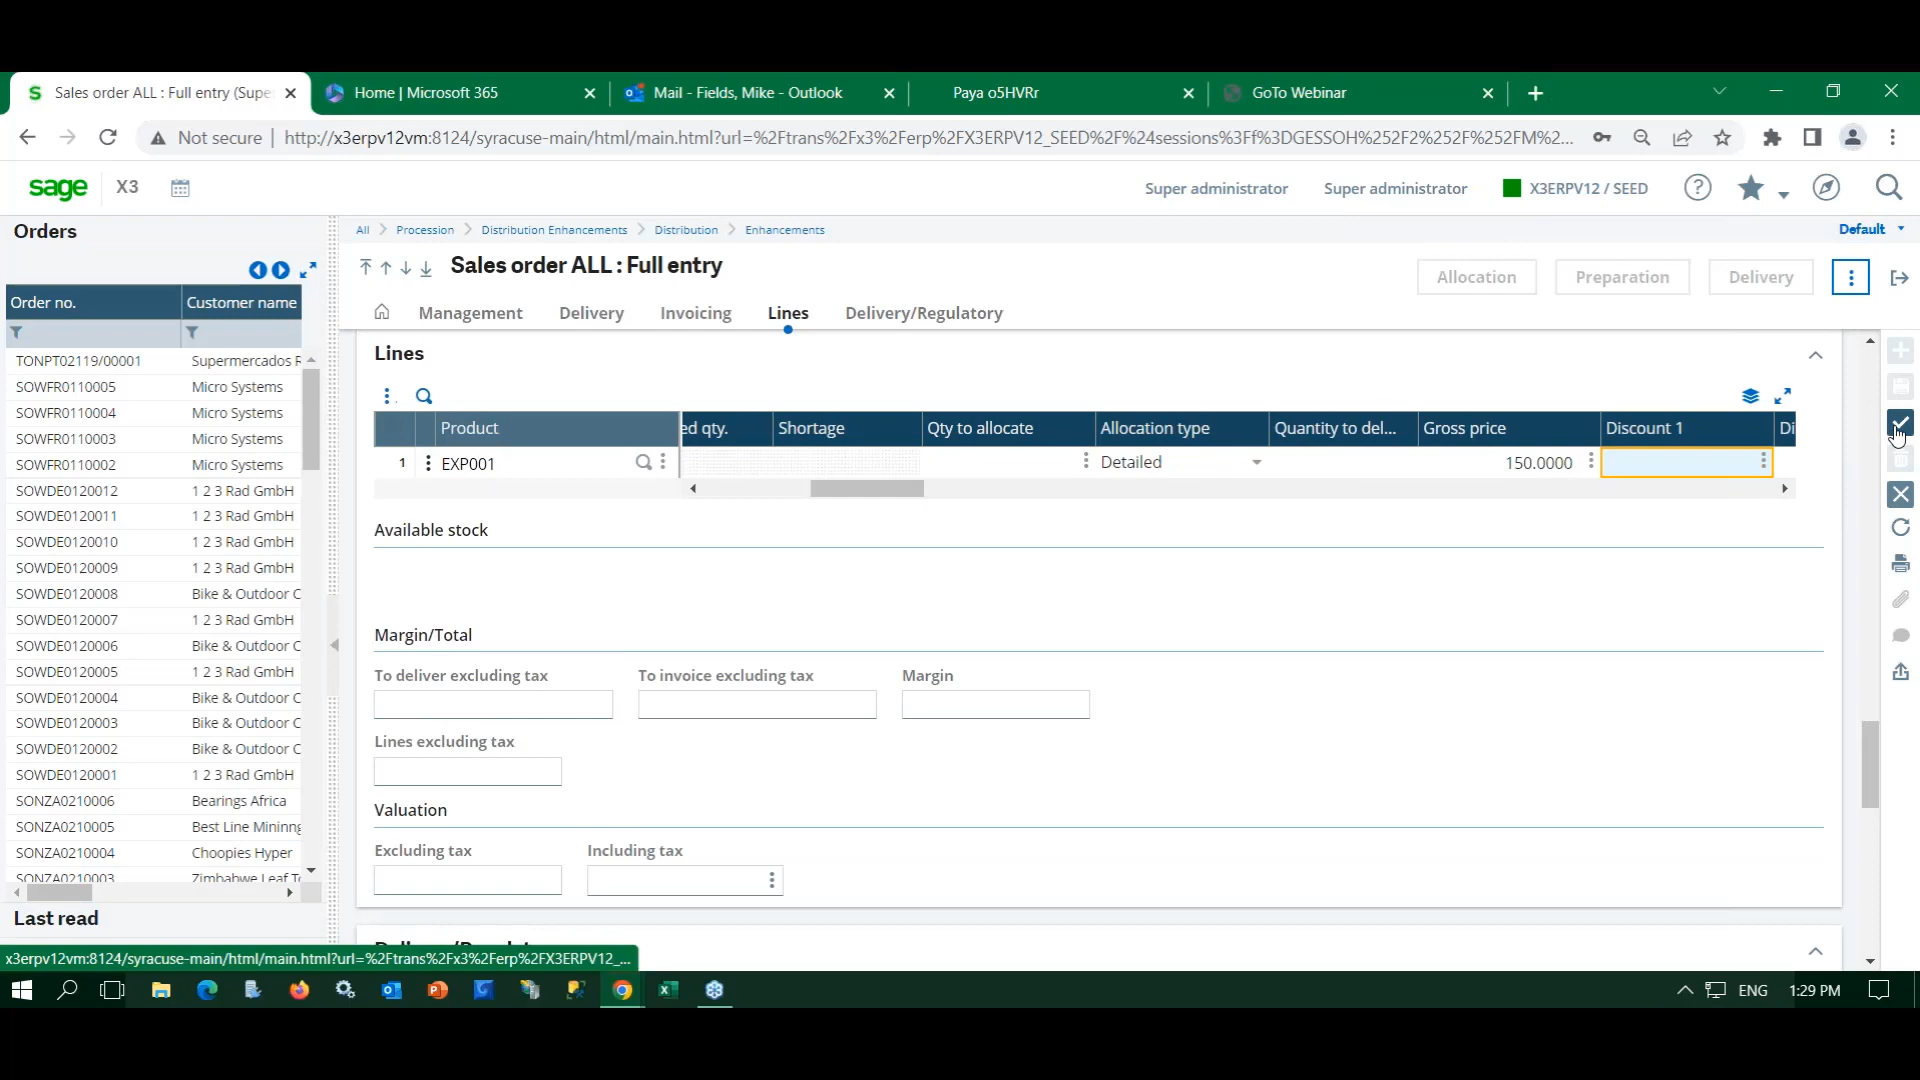 Sales order ALL : Full entry (Supe
Home | Microsoft 365
Mail - Fields, Mike - Outlook
Paya o5HVRr
GoTo Webinar
Not secure
http://x3erpv12vm:8124/syracuse-main/html/main.html?url=%2Ftrans%2Fx3%2Ferp%2FX3ERPV12_SEED%2F%24sessions%3Ff%3DGESSOH%252F2%252F%252FM%2...
sage X3
Super administrator
Super administrator
X3ERPV12 / SEED
Orders
All
Procession
Distribution Enhancements
Distribution
Enhancements
Default
Sales order ALL : Full entry
Allocation
Preparation
Delivery
Management
Delivery
Invoicing
Lines
Delivery/Regulatory
Order no.
Customer name
TONPT02119/00001 Supermercados R
SOWFR0110005 Micro Systems
SOWFR0110004 Micro Systems
SOWFR0110003 Micro Systems
SOWFR0110002 Micro Systems
SOWDE0120012 1 2 3 Rad GmbH
SOWDE0120011 1 2 3 Rad GmbH
SOWDE0120010 1 2 3 Rad GmbH
SOWDE0120009 1 2 3 Rad GmbH
SOWDE0120008 Bike & Outdoor C
SOWDE0120007 1 2 3 Rad GmbH
SOWDE0120006 Bike & Outdoor C
SOWDE0120005 1 2 3 Rad GmbH
SOWDE0120004 Bike & Outdoor C
SOWDE0120003 Bike & Outdoor C
SOWDE0120002 Bike & Outdoor C
SOWDE0120001 1 2 3 Rad GmbH
SONZA0210006 Bearings Africa
SONZA0210005 Best Line Mininng
SONZA0210004 Choopies Hyper
SONZA0210003 Zimbabwe Leaf To
Last read
Lines
Product
ed qty.
Shortage
Qty to allocate
Allocation type
Quantity to del...
Gross price
Discount 1
Di
1 EXP001 Detailed 150.0000
Available stock
Margin/Total
To deliver excluding tax
To invoice excluding tax
Margin
Lines excluding tax
Valuation
Excluding tax
Including tax
x3erpv12vm:8124/syracuse-main/html/main.html?url=%2Ftrans%2Fx3%2Ferp%2FX3ERPV12_...
ENG
1:29 PM